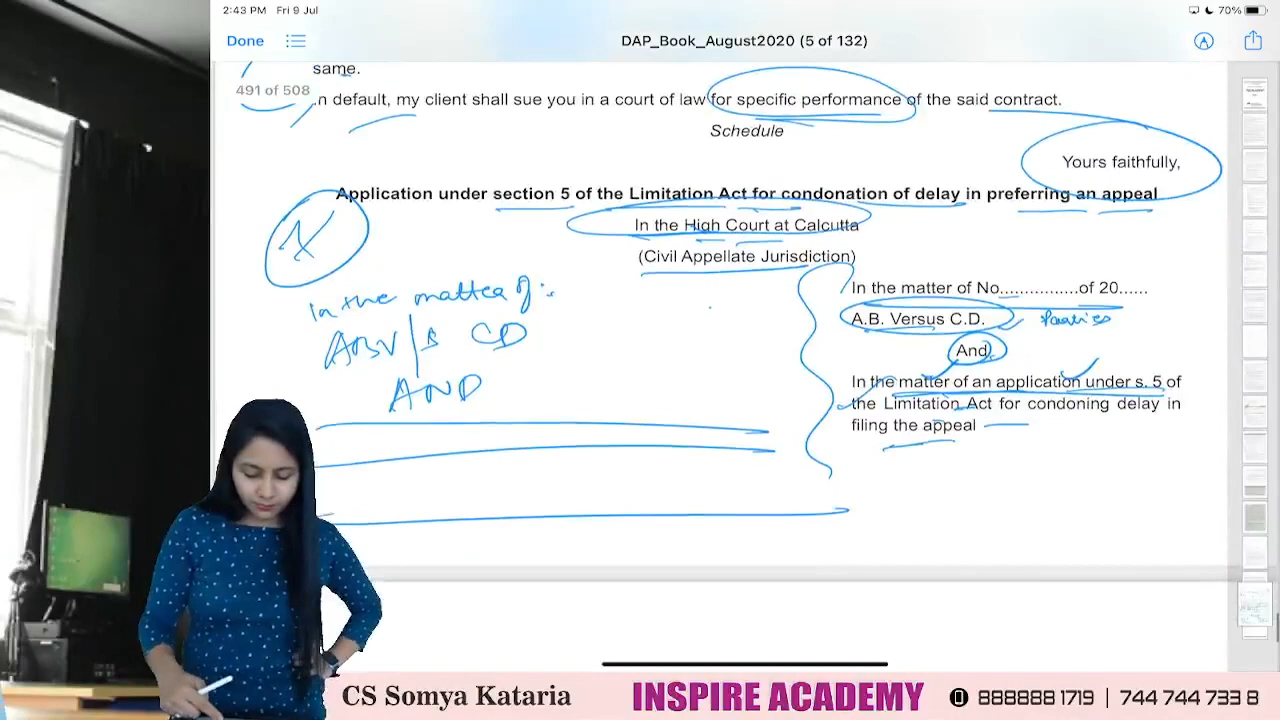 2:43 PM Fri 9 Jul
70%
Done
DAP_Book_August2020 (5 of 132)
same.
491 of 508
n default, my client shall sue you in a court of law for specific performance of the said contract.
Schedule
Yours faithfully,
Application under section 5 of the Limitation Act for condonation of delay in preferring an appeal
In the High Court at Calcutta
(Civil Appellate Jurisdiction)
In the matter of No...............of 20......
A.B. Versus C.D. Parties
And
In the matter of an application under s. 5 of
the Limitation Act for condoning delay in
filing the appeal
In the matter of :
AB V/s CD
AND
CS Somya Kataria
INSPIRE ACADEMY
888888 1719 | 744 744 733 8